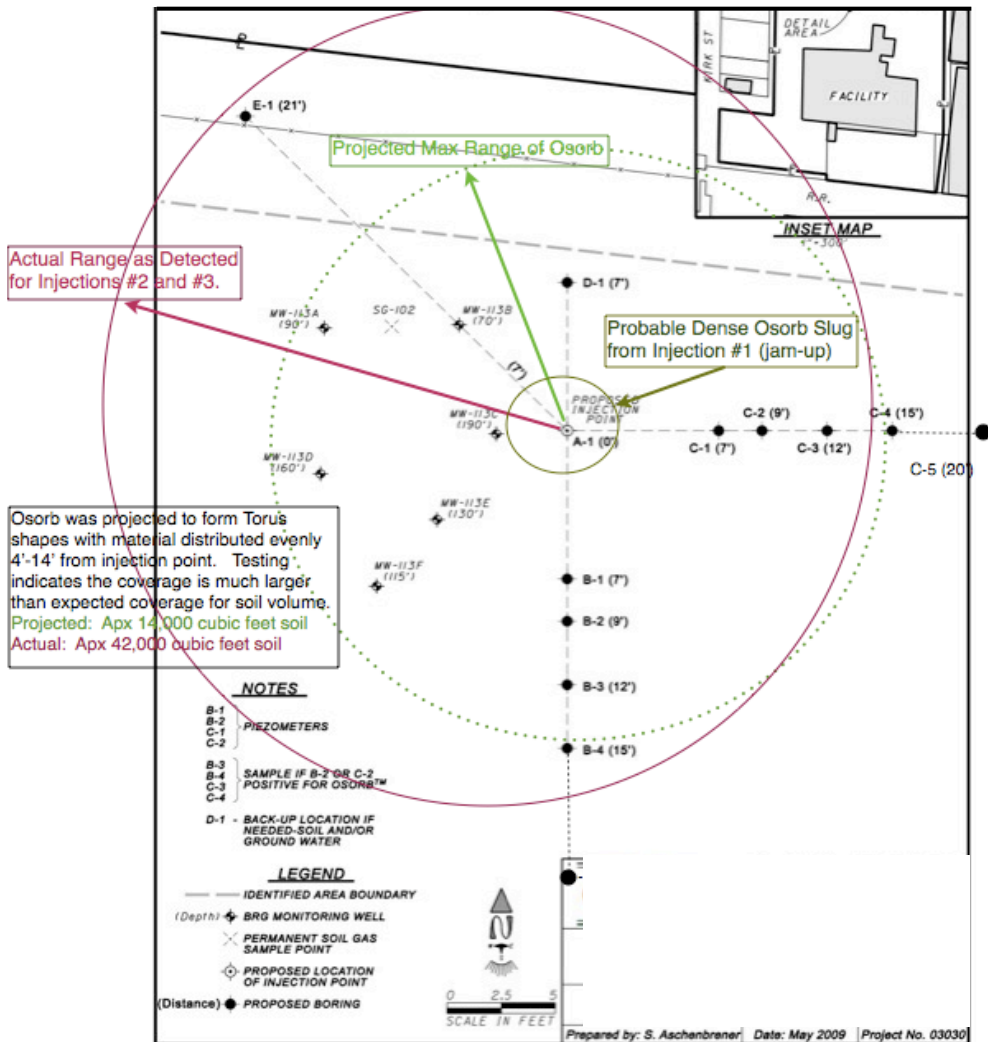 PL
DETAIL
AREA
KIRK ST
FACILITY
R.R.
INSET MAP
1"=300'
E-1 (21')
Projected Max Range of Osorb
Actual Range as Detected
for Injections #2 and #3.
D-1 (7')
MW-113A
(90')
SG-102
MW-113B
(70')
Probable Dense Osorb Slug
from Injection #1 (jam-up)
(7')
PROPOSED
INJECTION
POINT
MW-113C
(190')
A-1 (0')
C-1 (7')
C-2 (9')
C-3 (12')
C-4 (15')
C-5 (20')
MW-113D
(160')
MW-113E
(130')
MW-113F
(115')
Osorb was projected to form Torus
shapes with material distributed evenly
4'-14' from injection point. Testing
indicates the coverage is much larger
than expected coverage for soil volume.
Projected: Apx 14,000 cubic feet soil
Actual: Apx 42,000 cubic feet soil
B-1 (7')
B-2 (9')
B-3 (12')
B-4 (15')
NOTES
B-1
B-2
C-1
C-2
PIEZOMETERS
B-3
B-4
C-3
C-4
SAMPLE IF B-2 OR C-2
POSITIVE FOR OSORB™
D-1 - BACK-UP LOCATION IF
NEEDED-SOIL AND/OR
GROUND WATER
LEGEND
IDENTIFIED AREA BOUNDARY
(Depth) BRG MONITORING WELL
PERMANENT SOIL GAS
SAMPLE POINT
PROPOSED LOCATION
OF INJECTION POINT
(Distance) PROPOSED BORING
N
0 2.5 5
SCALE IN FEET
Prepared by: S. Aschenbrener Date: May 2009 Project No. 03030